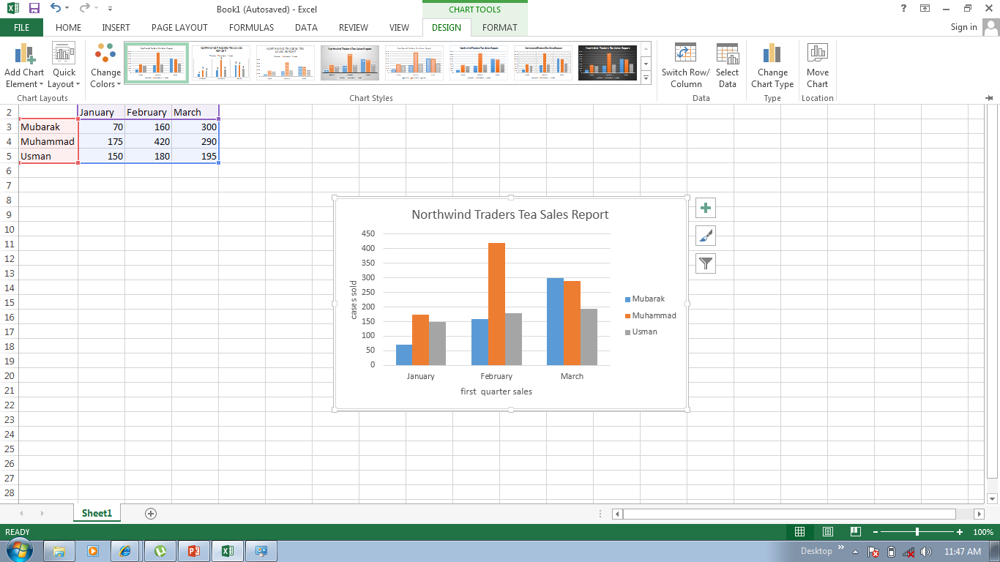 Book1 (Autosaved) - Excel
CHART TOOLS
?
FILE HOME INSERT PAGE LAYOUT FORMULAS DATA REVIEW VIEW DESIGN FORMAT
Sign in
Add Chart Element
Quick Layout
Change Colors
Switch Row/ Column
Select Data
Change Chart Type
Move Chart
Chart Layouts
Chart Styles
Data
Type
Location
2 January February March
3 Mubarak 70 160 300
4 Muhammad 175 420 290
5 Usman 150 180 195
6
7
8
9
10
11
12
13
14
15
16
17
18
19
20
21
22
23
24
25
26
27
28
Northwind Traders Tea Sales Report
450
400
350
300
250
200
150
100
50
0
cases sold
January February March
first quarter sales
Mubarak
Muhammad
Usman
Sheet1
READY
100%
Desktop
11:47 AM